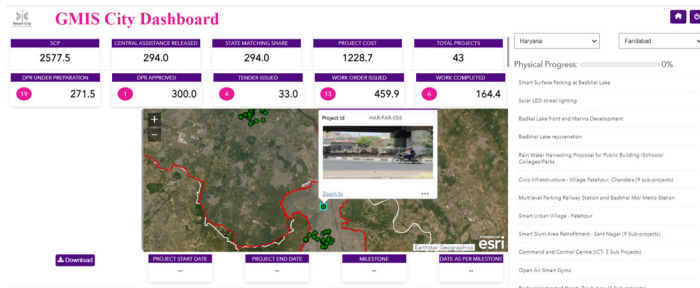 Smart City
GMIS City Dashboard
SCP
CENTRAL ASSISTANCE RELEASED
STATE MATCHING SHARE
PROJECT COST
TOTAL PROJECTS
2577.5
294.0
294.0
1228.7
43
DPR UNDER PREPARATION
DPR APPROVED
TENDER ISSUED
WORK ORDER ISSUED
WORK COMPLETED
19
271.5
1
300.0
4
33.0
13
459.9
6
164.4
+
−
Project Id HAR-FAR-058
Zoom to
•••
Earthstar Geographics
POWERED BY
esri
Download
PROJECT START DATE
PROJECT END DATE
MILESTONE
DATE AS PER MILESTONE
--
--
--
--
Haryana
Faridabad
Physical Progress: 0%
Smart Surface Parking at Badkhal Lake
Solar LED street lighting
Badkal Lake front and Marina Development
Badkhal Lake rejuvenation
Rain Water Harvesting Proposal for Public Building /Schools/
Colleges/Parks
Civic Infrastructure - Village Fatehpur, Chandela (9 sub-projects)
Multilevel Parking Railway Station and Badkhal Mor Metro Station
Smart Urban Village - Fatehpur
Smart Slum Area Retrofitment - Sant Nagar (9 Sub-projects)
Command and Control Centre (ICT- 3 Sub Projects)
Open Air Smart Gyms